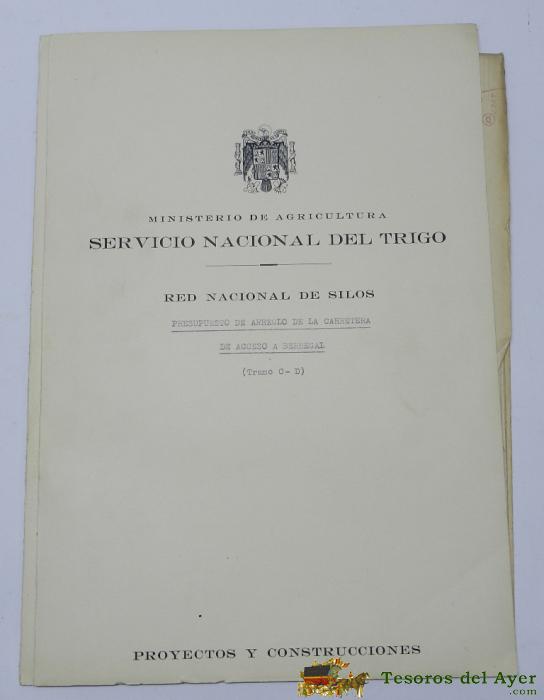 MINISTERIO DE AGRICULTURA
SERVICIO NACIONAL DEL TRIGO
RED NACIONAL DE SILOS
PRESUPUESTO DE ARREGLO DE LA CARRETERA
DE ACCESO A BERBEGAL
(Tramo C- D)
PROYECTOS Y CONSTRUCCIONES
Tesoros del Ayer
.com